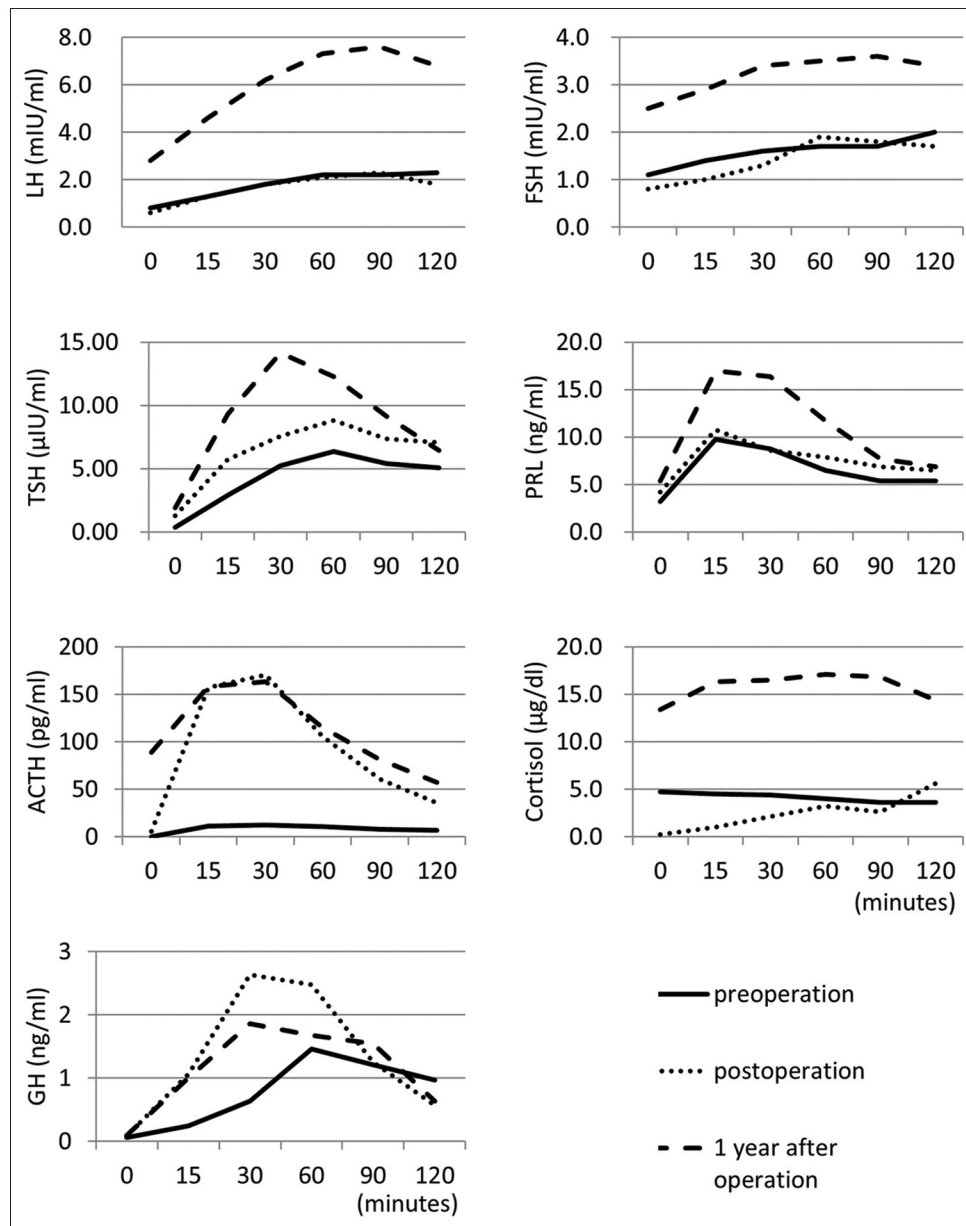 LH (mIU/ml)
8.0
6.0
4.0
2.0
0.0
0 15 30 60 90 120
FSH (mIU/ml)
4.0
3.0
2.0
1.0
0.0
0 15 30 60 90 120
TSH (µIU/ml)
15.00
10.00
5.00
0.00
0 15 30 60 90 120
PRL (ng/ml)
20.0
15.0
10.0
5.0
0.0
0 15 30 60 90 120
ACTH (pg/ml)
200
150
100
50
0
0 15 30 60 90 120
Cortisol (µg/dl)
20.0
15.0
10.0
5.0
0.0
0 15 30 60 90 120
(minutes)
GH (ng/ml)
3
2
1
0
0 15 30 60 90 120
(minutes)
preoperation
postoperation
1 year after
operation